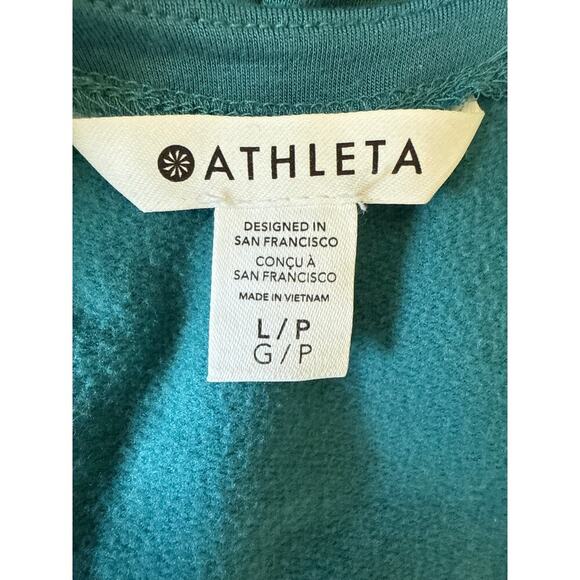 ATHLETA
DESIGNED IN
SAN FRANCISCO
CONÇU À
SAN FRANCISCO
MADE IN VIETNAM
L/P
G/P